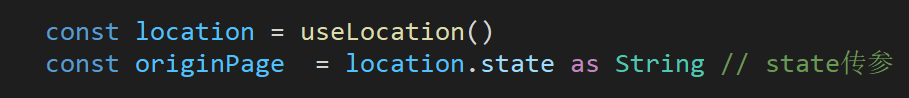 const location = useLocation()
const originPage  = location.state as String // state传参